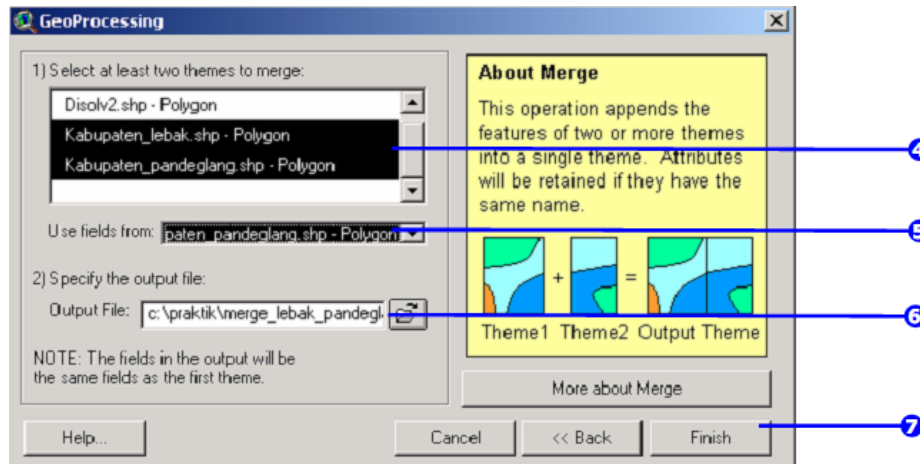 GeoProcessing
1) Select at least two themes to merge:
Disolv2.shp - Polygon
Kabupaten_lebak.shp - Polygon
Kabupaten_pandeglang.shp - Polygon
Use fields from: paten_pandeglang.shp - Polygon
2) Specify the output file:
Output File: c:\praktik\merge_lebak_pandegl
NOTE: The fields in the output will be
the same fields as the first theme.
About Merge
This operation appends the
features of two or more themes
into a single theme. Attributes
will be retained if they have the
same name.
+ =
Theme1 Theme2 Output Theme
More about Merge
Help... Cancel << Back Finish
4
5
6
7